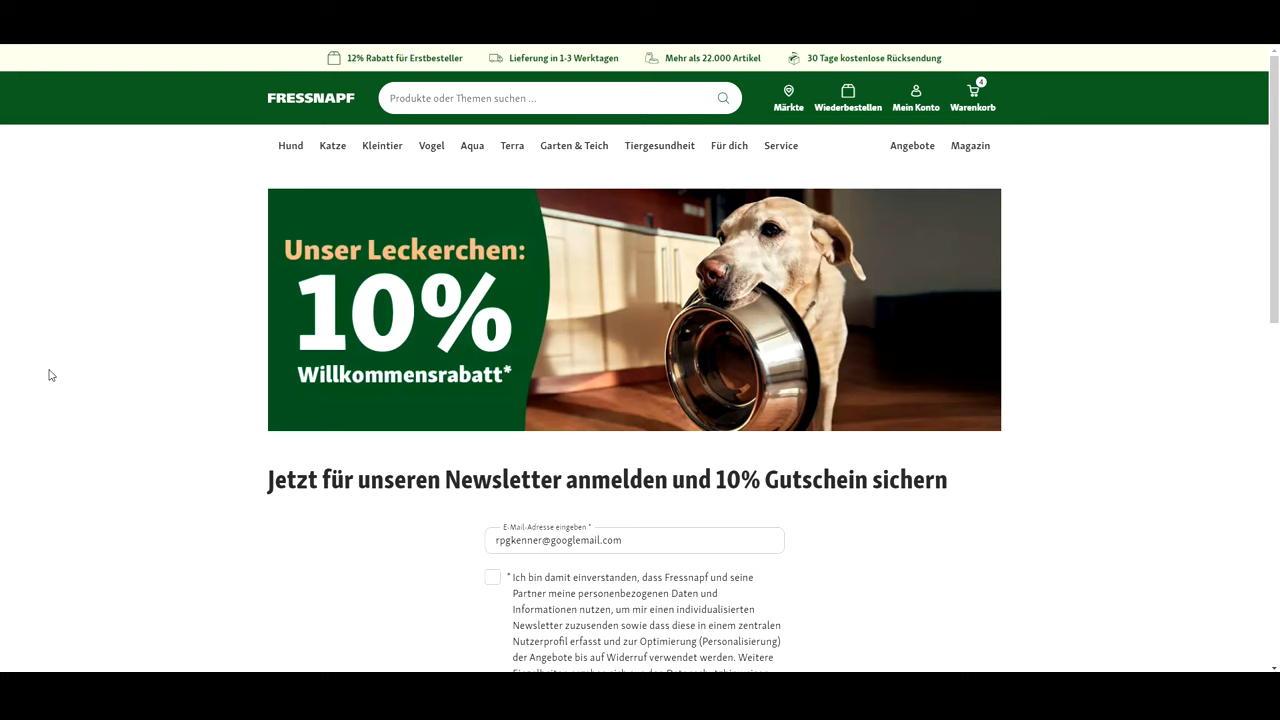 12% Rabatt für Erstbesteller Lieferung in 1-3 Werktagen Mehr als 22.000 Artikel 30 Tage kostenlose Rücksendung
4
FRESSNAPF Produkte oder Themen suchen ... Märkte Wiederbestellen Mein Konto Warenkorb
Hund Katze Kleintier Vogel Aqua Terra Garten & Teich Tiergesundheit Für dich Service Angebote Magazin
Unser Leckerchen:
10%
Willkommensrabatt*
Jetzt für unseren Newsletter anmelden und 10% Gutschein sichern
E-Mail-Adresse eingeben *
rpgkenner@googlemail.com
* Ich bin damit einverstanden, dass Fressnapf und seine
Partner meine personenbezogenen Daten und
Informationen nutzen, um mir einen individualisierten
Newsletter zuzusenden sowie dass diese in einem zentralen
Nutzerprofil erfasst und zur Optimierung (Personalisierung)
der Angebote bis auf Widerruf verwendet werden. Weitere